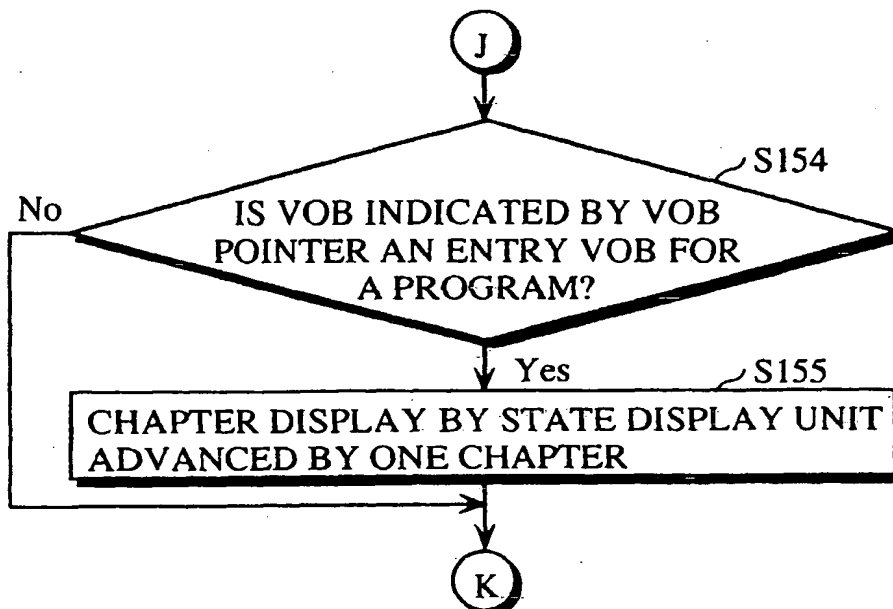 J
S154
No
IS VOB INDICATED BY VOB
POINTER AN ENTRY VOB FOR
A PROGRAM?
Yes
S155
CHAPTER DISPLAY BY STATE DISPLAY UNIT
ADVANCED BY ONE CHAPTER
K